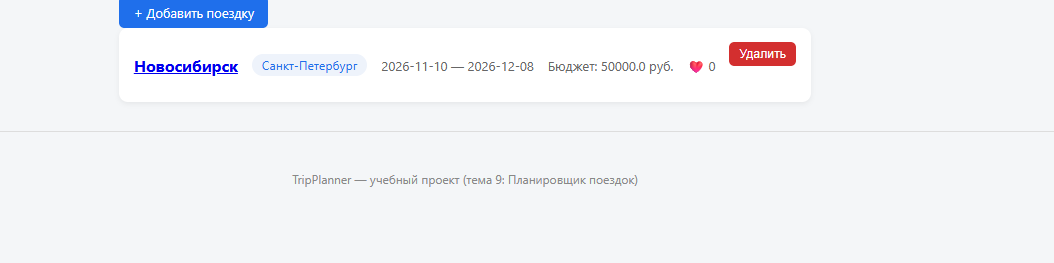 + Добавить поездку
Новосибирск Санкт-Петербург 2026-11-10 — 2026-12-08 Бюджет: 50000.0 руб. 💗 0 Удалить
TripPlanner — учебный проект (тема 9: Планировщик поездок)